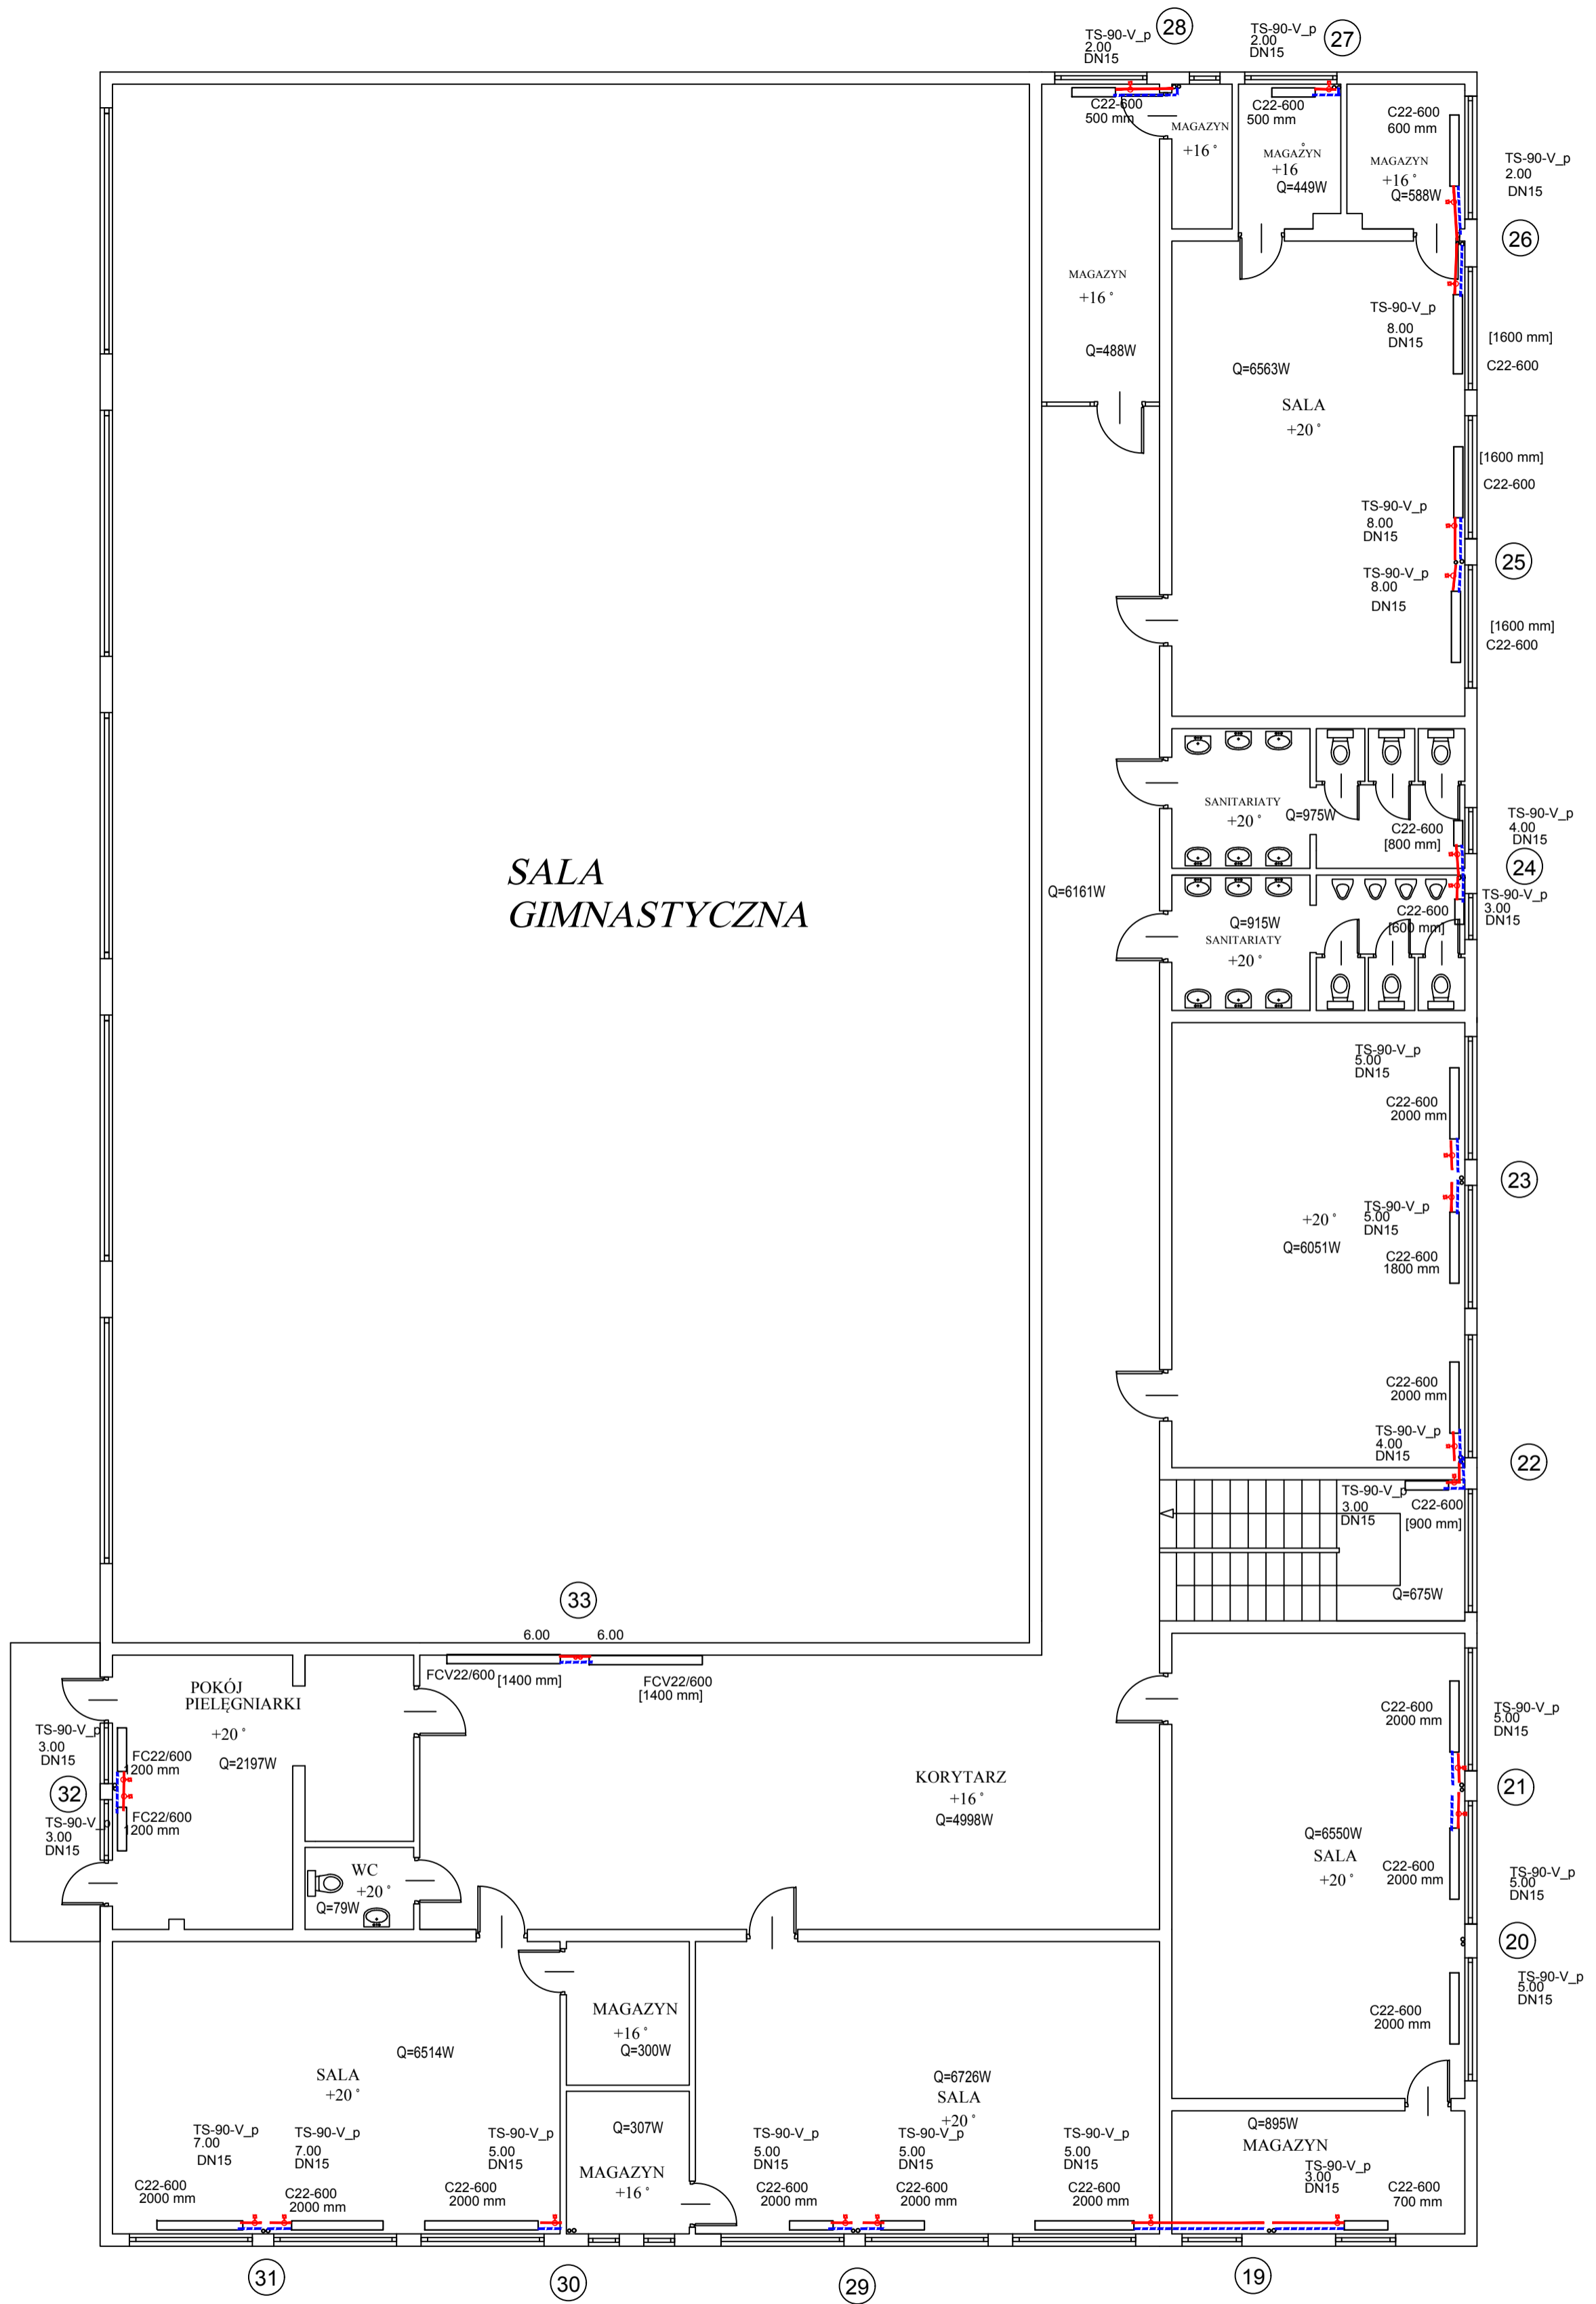 TS-90-V_p
2.00
DN15
28
TS-90-V_p
2.00
DN15
27
C22-600
500 mm
MAGAZYN
+16°
C22-600
500 mm
MAGAZYN
+16°
Q=449W
C22-600
600 mm
MAGAZYN
+16°
Q=588W
TS-90-V_p
2.00
DN15
26
MAGAZYN
+16°
Q=488W
TS-90-V_p
8.00
DN15
[1600 mm]
C22-600
Q=6563W
SALA
+20°
[1600 mm]
C22-600
TS-90-V_p
8.00
DN15
25
TS-90-V_p
8.00
DN15
[1600 mm]
C22-600
SANITARIATY
+20°
Q=975W
C22-600
[800 mm]
TS-90-V_p
4.00
DN15
24
SALA
GIMNASTYCZNA
Q=6161W
Q=915W
SANITARIATY
+20°
C22-600
[600 mm]
TS-90-V_p
3.00
DN15
TS-90-V_p
5.00
DN15
C22-600
2000 mm
23
+20°
Q=6051W
TS-90-V_p
5.00
DN15
C22-600
1800 mm
C22-600
2000 mm
TS-90-V_p
4.00
DN15
22
TS-90-V_p
3.00
DN15
C22-600
[900 mm]
Q=675W
33
6.00
6.00
FCV22/600
[1400 mm]
FCV22/600
[1400 mm]
POKÓJ
PIELĘGNIARKI
+20°
Q=2197W
TS-90-V_p
3.00
DN15
FC22/600
1200 mm
32
TS-90-V_p
3.00
DN15
FC22/600
1200 mm
WC
+20°
Q=79W
KORYTARZ
+16°
Q=4998W
C22-600
2000 mm
TS-90-V_p
5.00
DN15
21
Q=6550W
SALA
+20°
C22-600
2000 mm
TS-90-V_p
5.00
DN15
20
C22-600
2000 mm
TS-90-V_p
5.00
DN15
Q=6514W
SALA
+20°
MAGAZYN
+16°
Q=300W
Q=307W
MAGAZYN
+16°
Q=6726W
SALA
+20°
Q=895W
MAGAZYN
TS-90-V_p
7.00
DN15
TS-90-V_p
7.00
DN15
TS-90-V_p
5.00
DN15
TS-90-V_p
5.00
DN15
TS-90-V_p
5.00
DN15
TS-90-V_p
5.00
DN15
TS-90-V_p
3.00
DN15
C22-600
2000 mm
C22-600
2000 mm
C22-600
2000 mm
C22-600
2000 mm
C22-600
2000 mm
C22-600
2000 mm
C22-600
700 mm
31
30
29
19